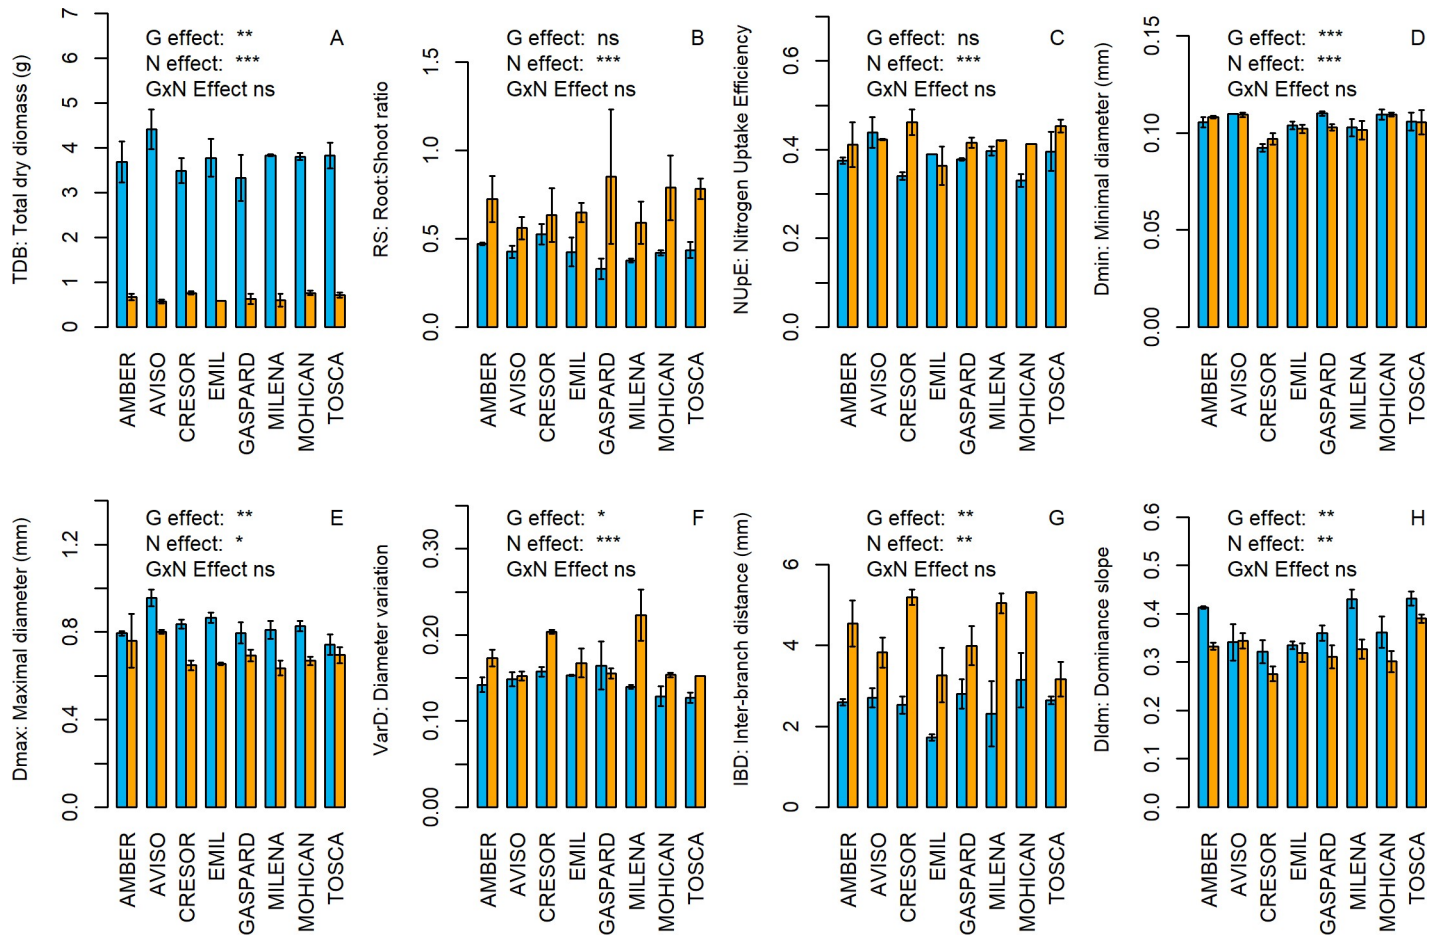 TDB: Total dry diomass (g)
0 1 2 3 4 5 6 7
G effect: **
N effect: ***
GxN Effect ns
A
AMBER
AVISO
CRESOR
EMIL
GASPARD
MILENA
MOHICAN
TOSCA
RS: Root:Shoot ratio
0.0 0.5 1.0 1.5
G effect: ns
N effect: ***
GxN Effect ns
B
AMBER
AVISO
CRESOR
EMIL
GASPARD
MILENA
MOHICAN
TOSCA
NUpE: Nitrogen Uptake Efficiency
0.0 0.2 0.4 0.6
G effect: ns
N effect: ***
GxN Effect ns
C
AMBER
AVISO
CRESOR
EMIL
GASPARD
MILENA
MOHICAN
TOSCA
Dmin: Minimal diameter (mm)
0.00 0.05 0.10 0.15
G effect: ***
N effect: ***
GxN Effect ns
D
AMBER
AVISO
CRESOR
EMIL
GASPARD
MILENA
MOHICAN
TOSCA
Dmax: Maximal diameter (mm)
0.0 0.4 0.8 1.2
G effect: **
N effect: *
GxN Effect ns
E
AMBER
AVISO
CRESOR
EMIL
GASPARD
MILENA
MOHICAN
TOSCA
VarD: Diameter variation
0.00 0.10 0.20 0.30
G effect: *
N effect: ***
GxN Effect ns
F
AMBER
AVISO
CRESOR
EMIL
GASPARD
MILENA
MOHICAN
TOSCA
IBD: Inter-branch distance (mm)
0 2 4 6
G effect: **
N effect: **
GxN Effect ns
G
AMBER
AVISO
CRESOR
EMIL
GASPARD
MILENA
MOHICAN
TOSCA
DIdm: Dominance slope
0.0 0.1 0.2 0.3 0.4 0.5 0.6
G effect: **
N effect: **
GxN Effect ns
H
AMBER
AVISO
CRESOR
EMIL
GASPARD
MILENA
MOHICAN
TOSCA